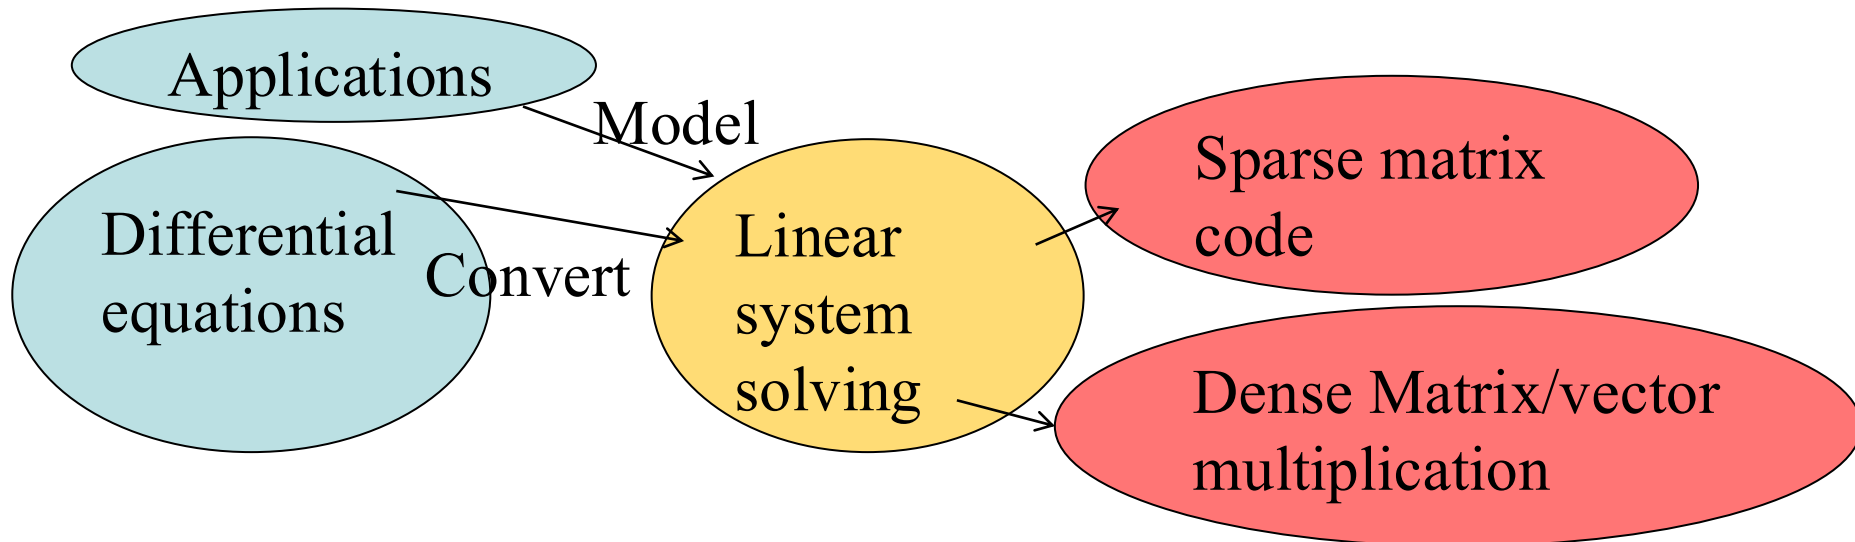 Applications
Model
Differential
equations
Convert
Linear
system
solving
Sparse matrix
code
Dense Matrix/vector
multiplication